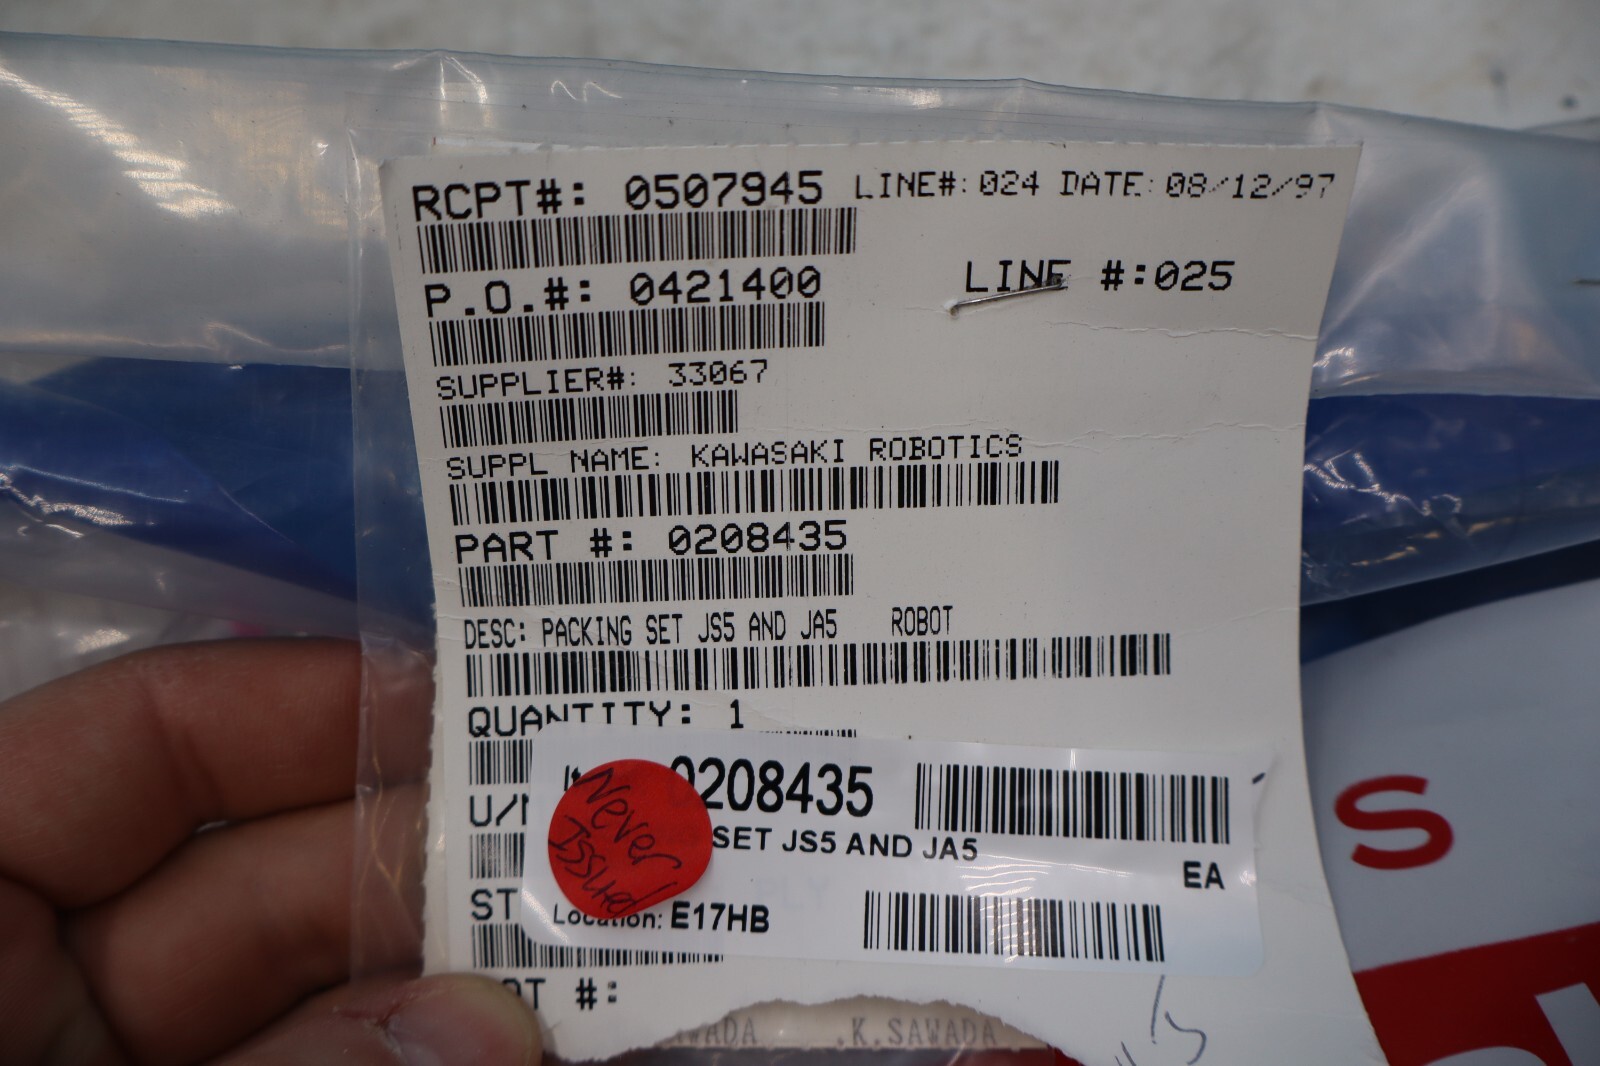 RCPT#: 0507945 LINE#: 024 DATE: 08/12/97
P.O.#: 0421400 LINE #:025
SUPPLIER#: 33067
SUPPL NAME: KAWASAKI ROBOTICS
PART #: 0208435
DESC: PACKING SET JS5 AND JA5 ROBOT
QUANTITY: 1
0208435
U/
Never
Issued
SET JS5 AND JA5
EA
ST
Location: E17HB
#:
.K.SAWADA
S